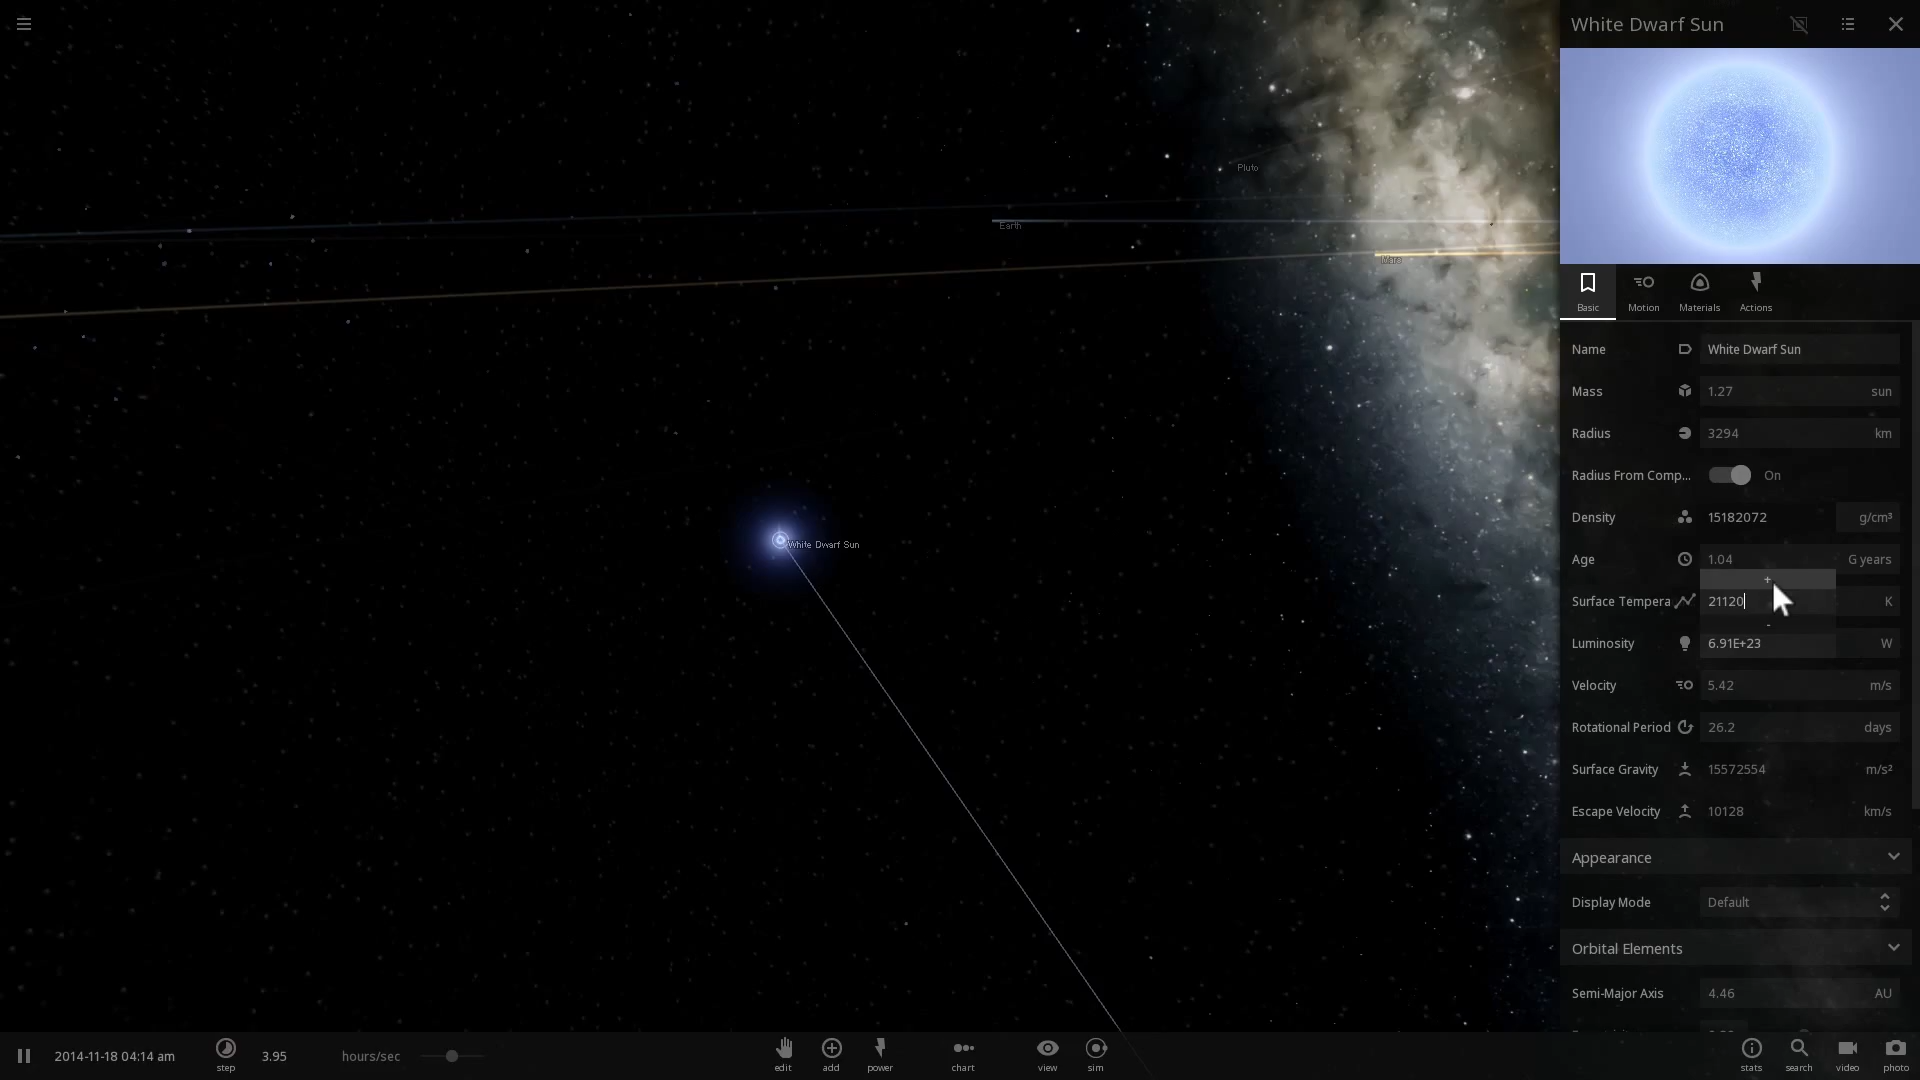 White Dwarf Sun
Pluto
Earth
Mars
White Dwarf Sun
Basic
Motion
Materials
Actions
Name White Dwarf Sun
Mass 1.27 sun
Radius 3294 km
Radius From Comp... On
Density 15182072 g/cm³
Age 1.04 G years
+
Surface Tempera 21120 K
-
Luminosity 6.91E+23 W
Velocity 5.42 m/s
Rotational Period 26.2 days
Surface Gravity 15572554 m/s²
Escape Velocity 10128 km/s
Appearance
Display Mode Default
Orbital Elements
Semi-Major Axis 4.46 AU
2014-11-18 04:14 am
step
3.95 hours/sec
edit
add
power
chart
view
sim
stats
search
video
photo